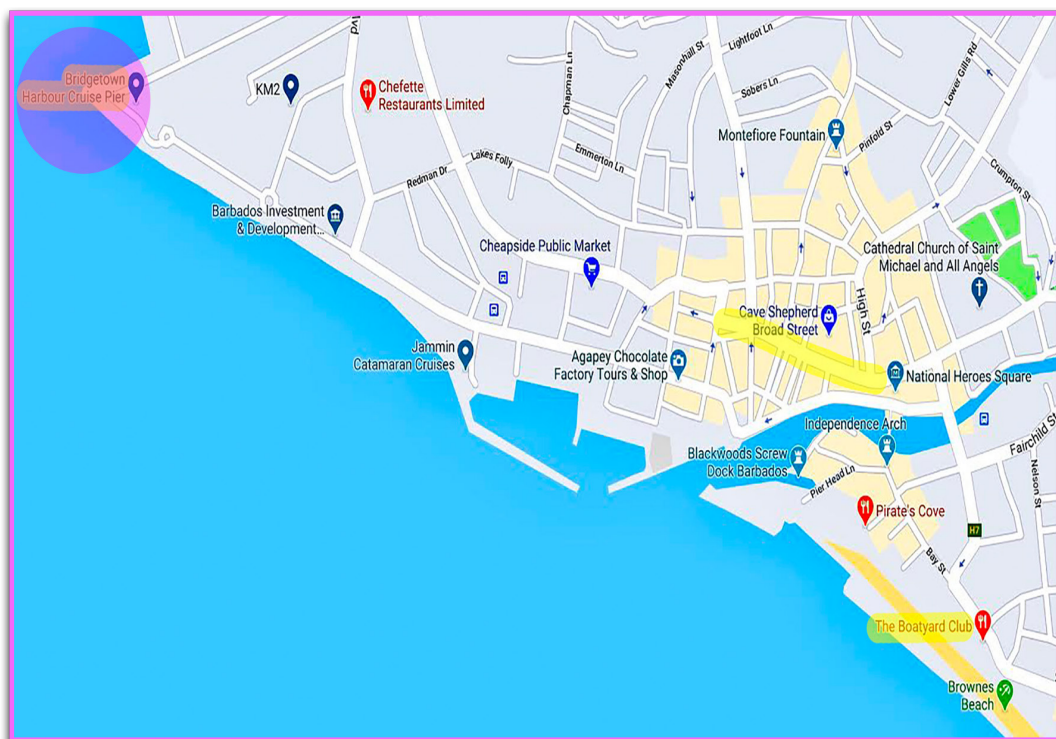 Bridgetown
Harbour Cruise Pier
KM2
lvd
Chefette
Restaurants Limited
Chapman Ln
Masonhall St
Lightfoot Ln
Sobers Ln
Lower Gills Rd
Montefiore Fountain
Pinfold St
Crumpton St
Emmerton Ln
Lakes Folly
Redman Dr
Barbados Investment
& Development...
Cheapside Public Market
Cathedral Church of Saint
Michael and All Angels
High St
Cave Shepherd
Broad Street
Jammin
Catamaran Cruises
Agapey Chocolate
Factory Tours & Shop
National Heroes Square
Independence Arch
Fairchild St
Blackwoods Screw
Dock Barbados
Pier Head Ln
Nelson St
Pirate's Cove
H7
Bay St
The Boatyard Club
Brownes
Beach